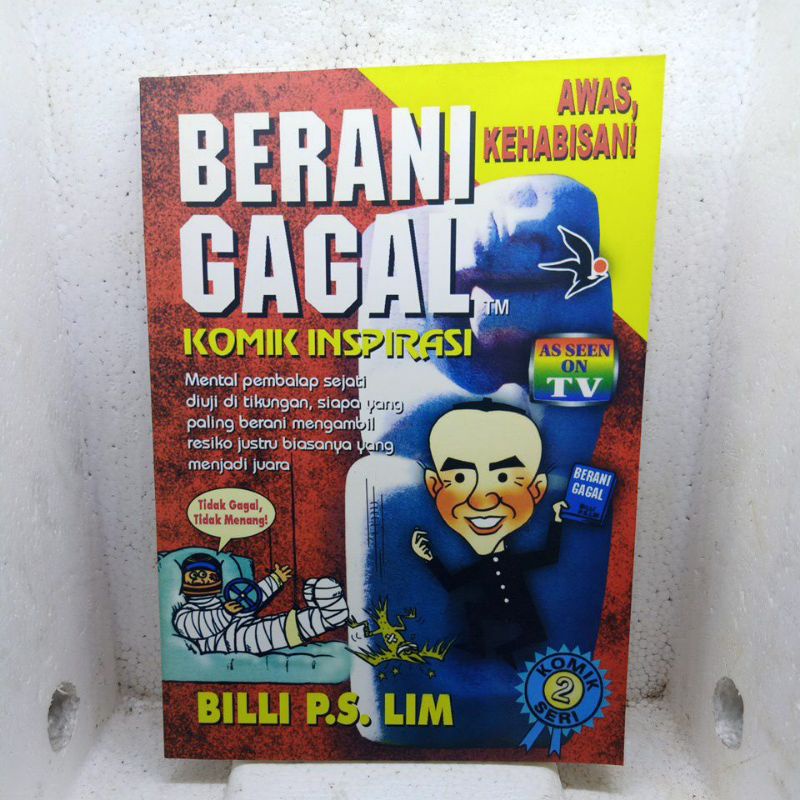 AWAS,
KEHABISAN!
BERANI
GAGAL TM
KOMIK INSPIRASI
Mental pembalap sejati
diuji di tikungan, siapa yang
paling berani mengambil
resiko justru biasanya yang
menjadi juara
AS SEEN
ON
TV
BERANI
GAGAL
Tidak Gagal,
Tidak Menang!
KOMIK
2
SERI
BILLI P.S. LIM